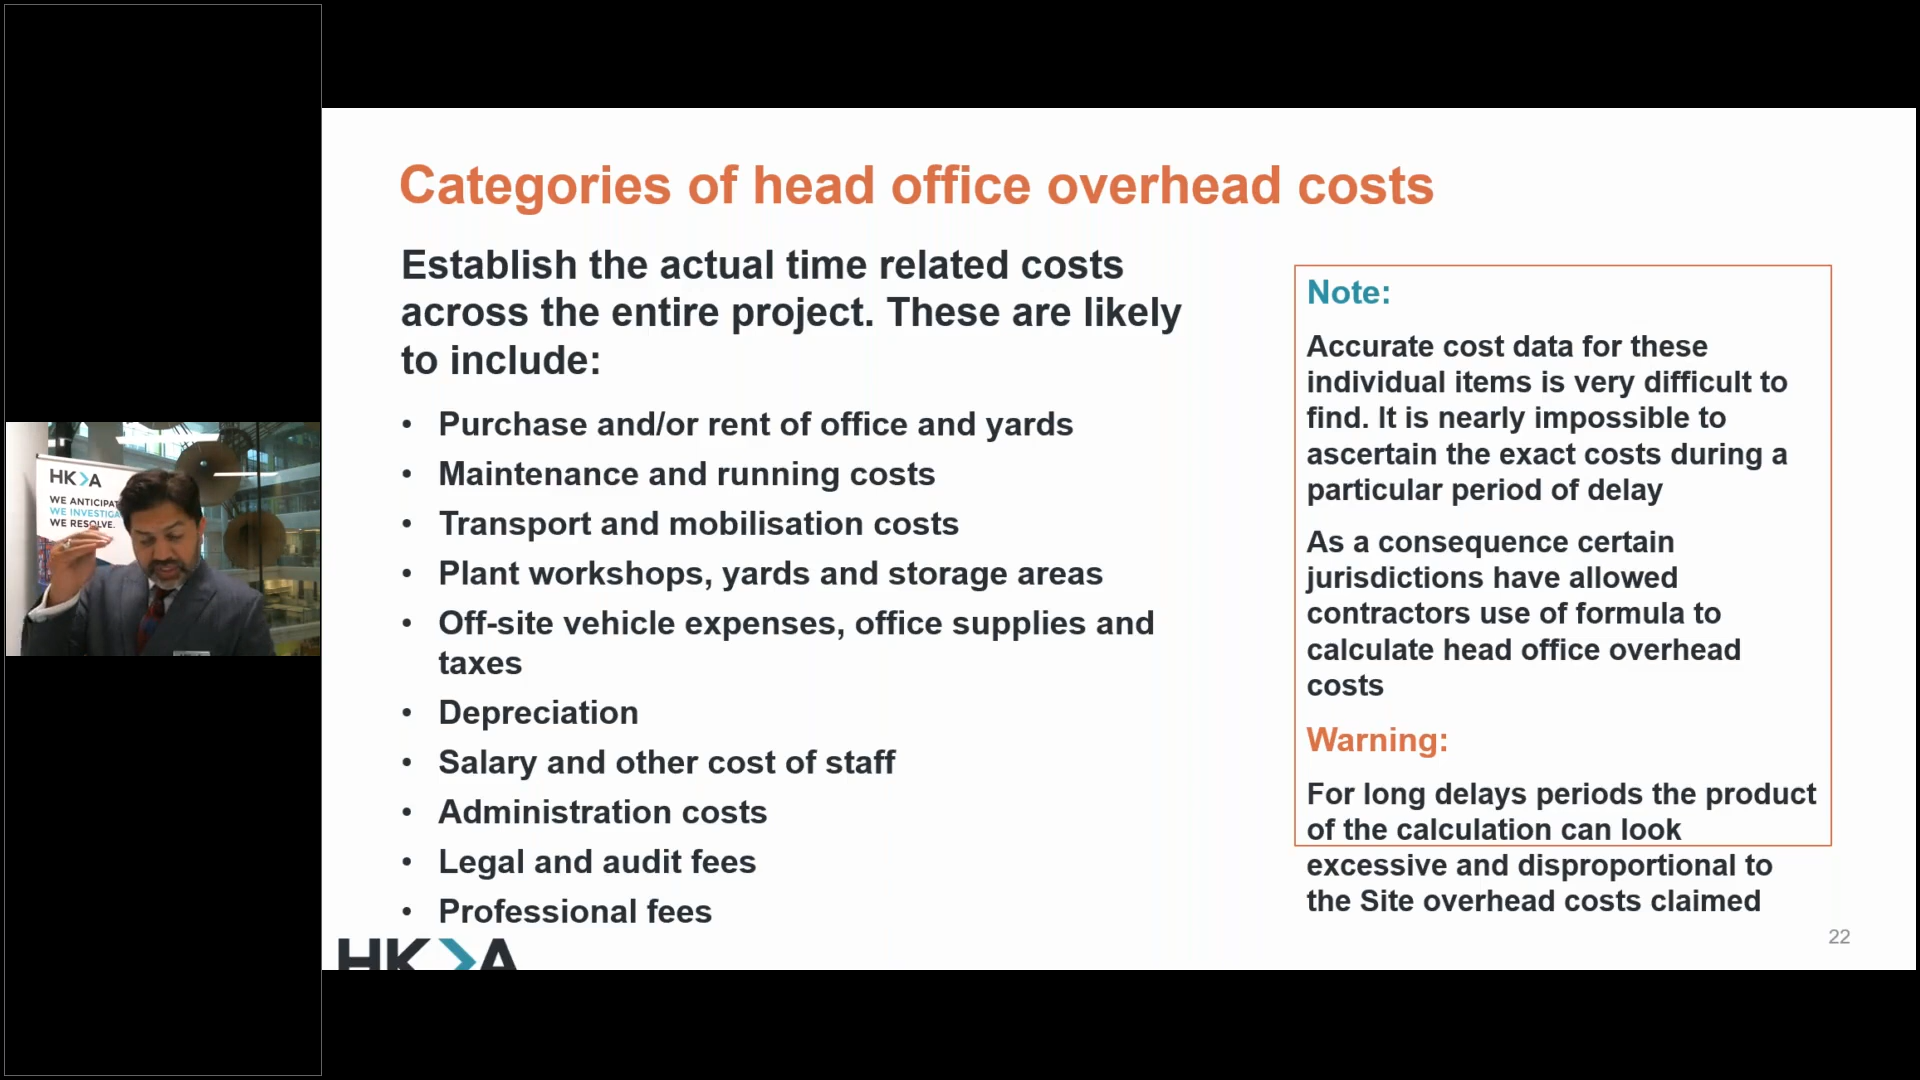 HKA
WE ANTICIPAT
WE INVESTIGA
WE RESOLVE.
Categories of head office overhead costs
Establish the actual time related costs
across the entire project. These are likely
to include:
• Purchase and/or rent of office and yards
• Maintenance and running costs
• Transport and mobilisation costs
• Plant workshops, yards and storage areas
• Off-site vehicle expenses, office supplies and
taxes
• Depreciation
• Salary and other cost of staff
• Administration costs
• Legal and audit fees
• Professional fees
Note:
Accurate cost data for these
individual items is very difficult to
find. It is nearly impossible to
ascertain the exact costs during a
particular period of delay
As a consequence certain
jurisdictions have allowed
contractors use of formula to
calculate head office overhead
costs
Warning:
For long delays periods the product
of the calculation can look
excessive and disproportional to
the Site overhead costs claimed
HKA
22